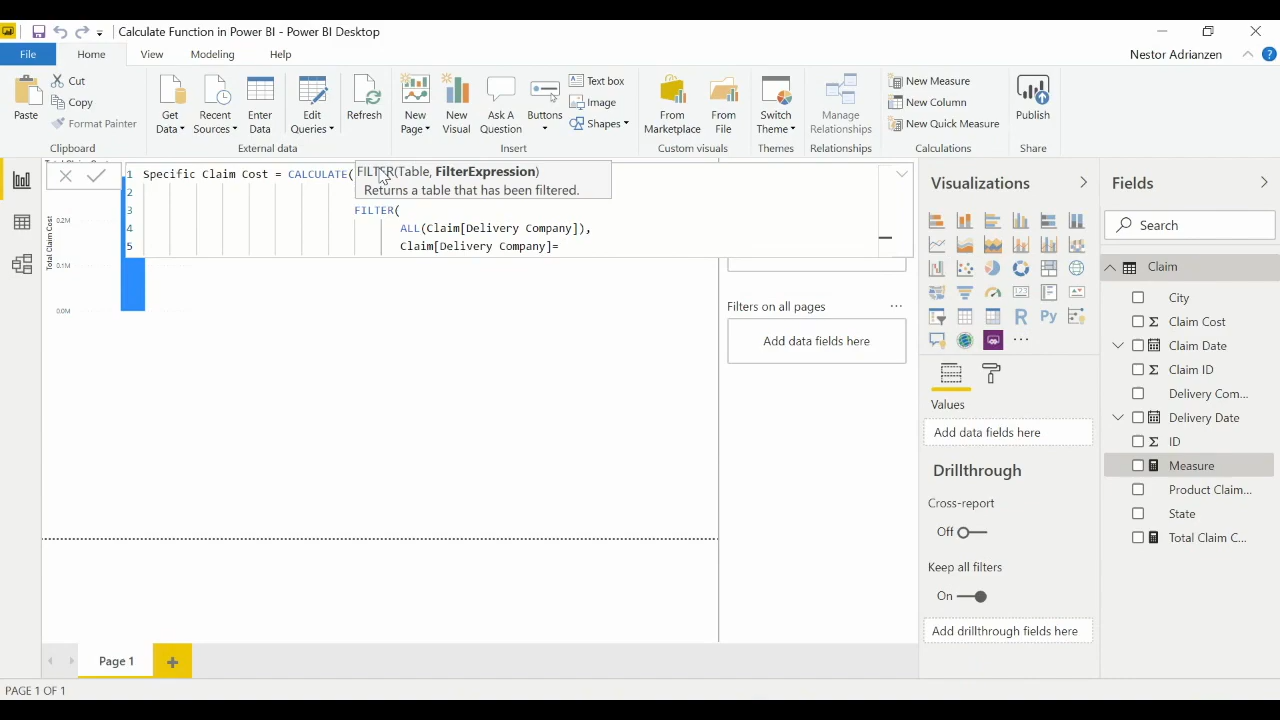 Calculate Function in Power BI - Power BI Desktop
Nestor Adrianzen
File Home View Modeling Help
Paste
Cut
Copy
Format Painter
Clipboard
Get Data
Recent Sources
Enter Data
Edit Queries
Refresh
External data
New Page
New Visual
Ask A Question
Buttons
Text box
Image
Shapes
Insert
From Marketplace
From File
Custom visuals
Switch Theme
Themes
Manage Relationships
Relationships
New Measure
New Column
New Quick Measure
Calculations
Publish
Share
1 Specific Claim Cost = CALCULATE(
2
3 FILTER(
4 ALL(Claim[Delivery Company]),
5 Claim[Delivery Company]=
FILTER(Table, FilterExpression)
Returns a table that has been filtered.
Total Claim Cost
0.2M
0.1M
0.0M
Filters on all pages
Add data fields here
Visualizations
R Py
Values
Add data fields here
Drillthrough
Cross-report
Off
Keep all filters
On
Add drillthrough fields here
Fields
Search
Claim
City
Claim Cost
Claim Date
Claim ID
Delivery Com...
Delivery Date
ID
Measure
Product Claim...
State
Total Claim C...
Page 1
PAGE 1 OF 1